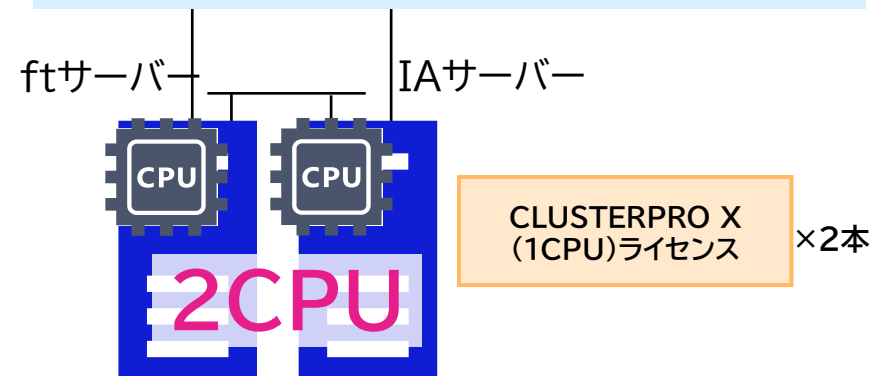 ftサーバー
IAサーバー
CPU
CPU
CLUSTERPRO X
(1CPU)ライセンス
×2本
2CPU